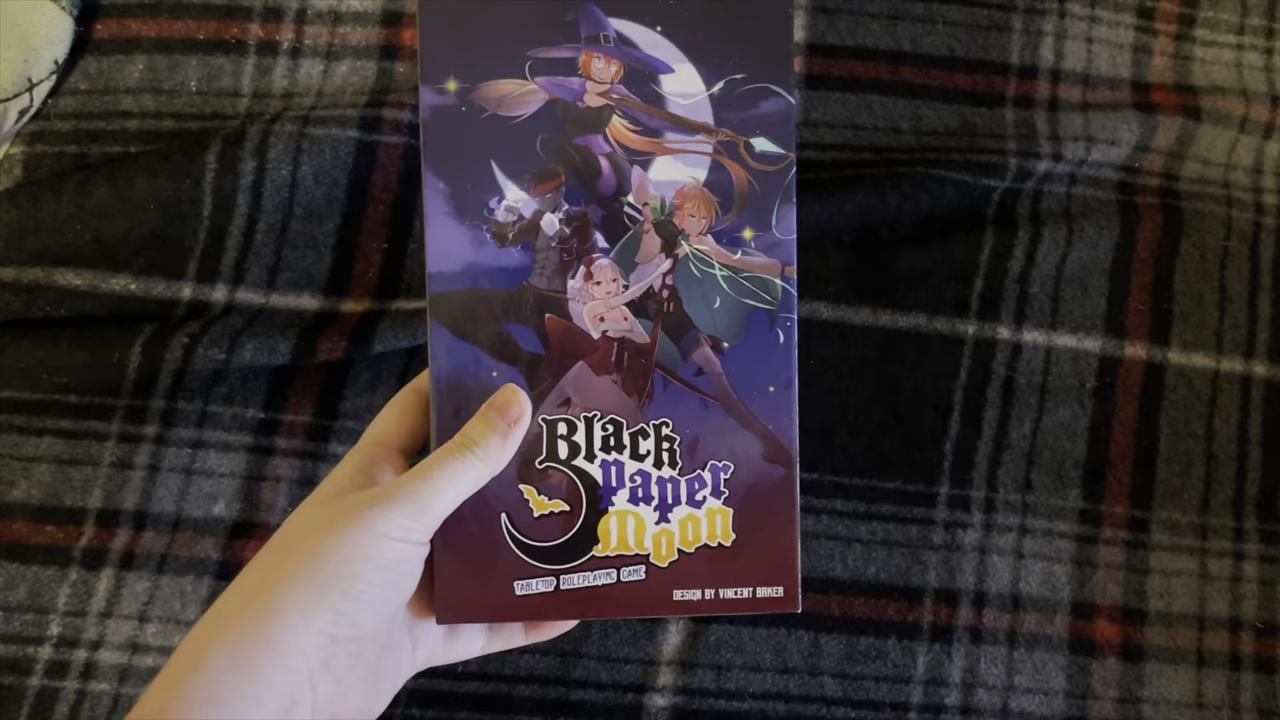 Black
Paper
Moon
TABLETOP ROLEPLAYING GAME
DESIGN BY VINCENT BAKER